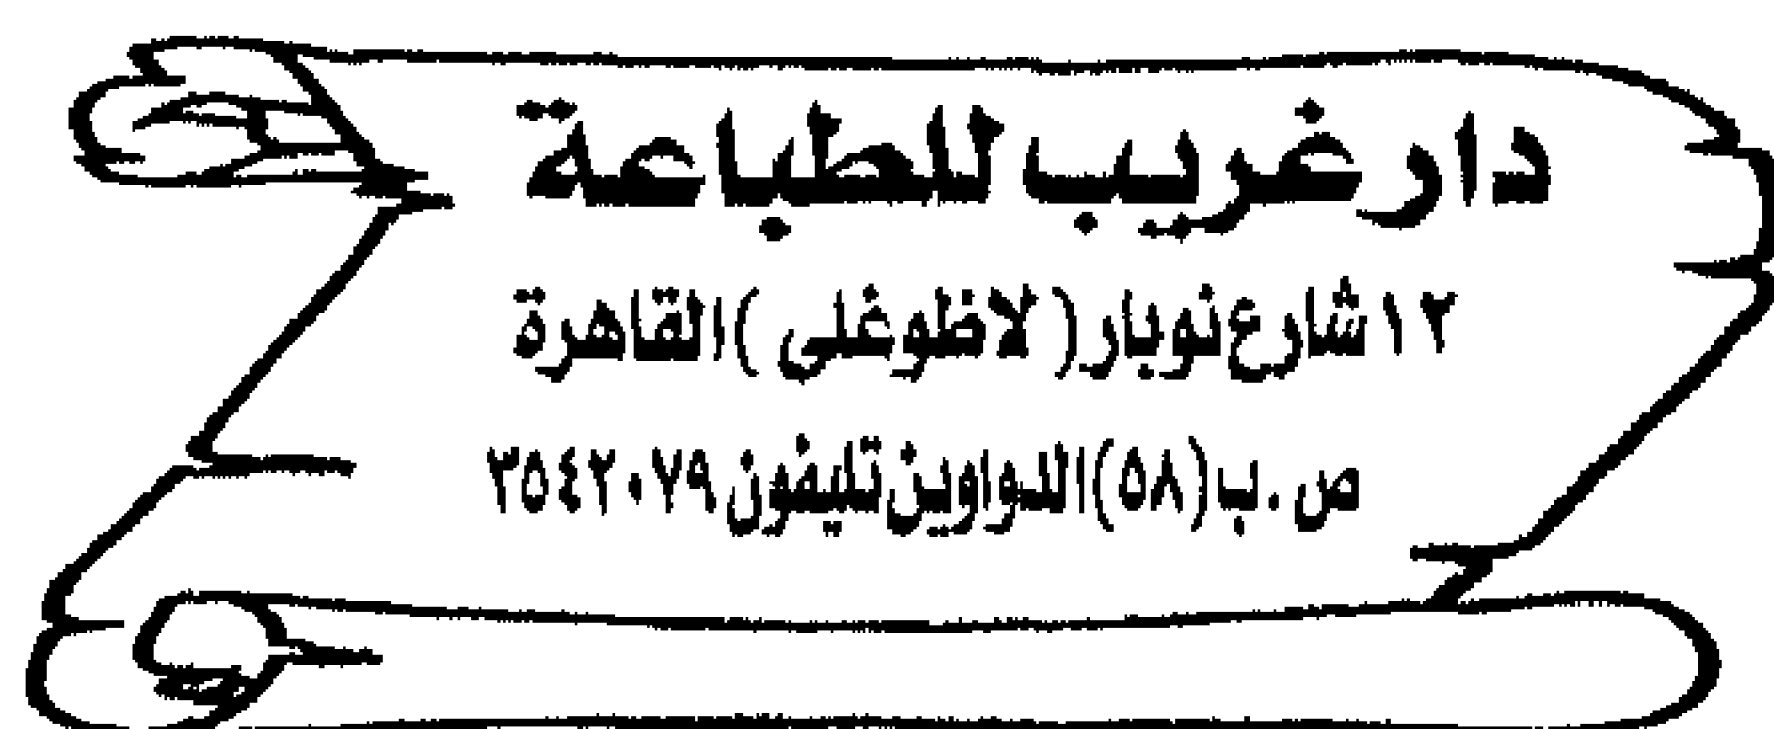 دار غريب للطباعة
١٢ شارع نوبار ( لاظوغلى ) القاهرة
ص . ب (٥٨) الدواوين تليفون ٣٥٤٢٠٧٩